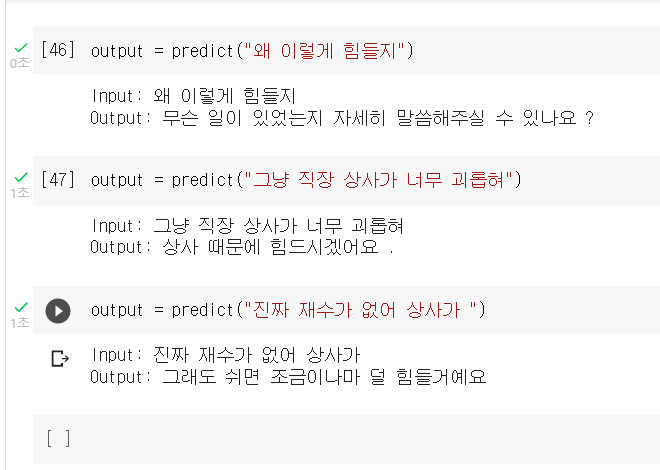 [46] output = predict("왜 이렇게 힘들지")
0초
Input: 왜 이렇게 힘들지
Output: 무슨 일이 있었는지 자세히 말씀해주실 수 있나요 ?
[47] output = predict("그냥 직장 상사가 너무 괴롭혀")
1초
Input: 그냥 직장 상사가 너무 괴롭혀
Output: 상사 때문에 힘드시겠어요 .
output = predict("진짜 재수가 없어 상사가 ")
1초
Input: 진짜 재수가 없어 상사가
Output: 그래도 쉬면 조금이나마 덜 힘들거예요
[ ]